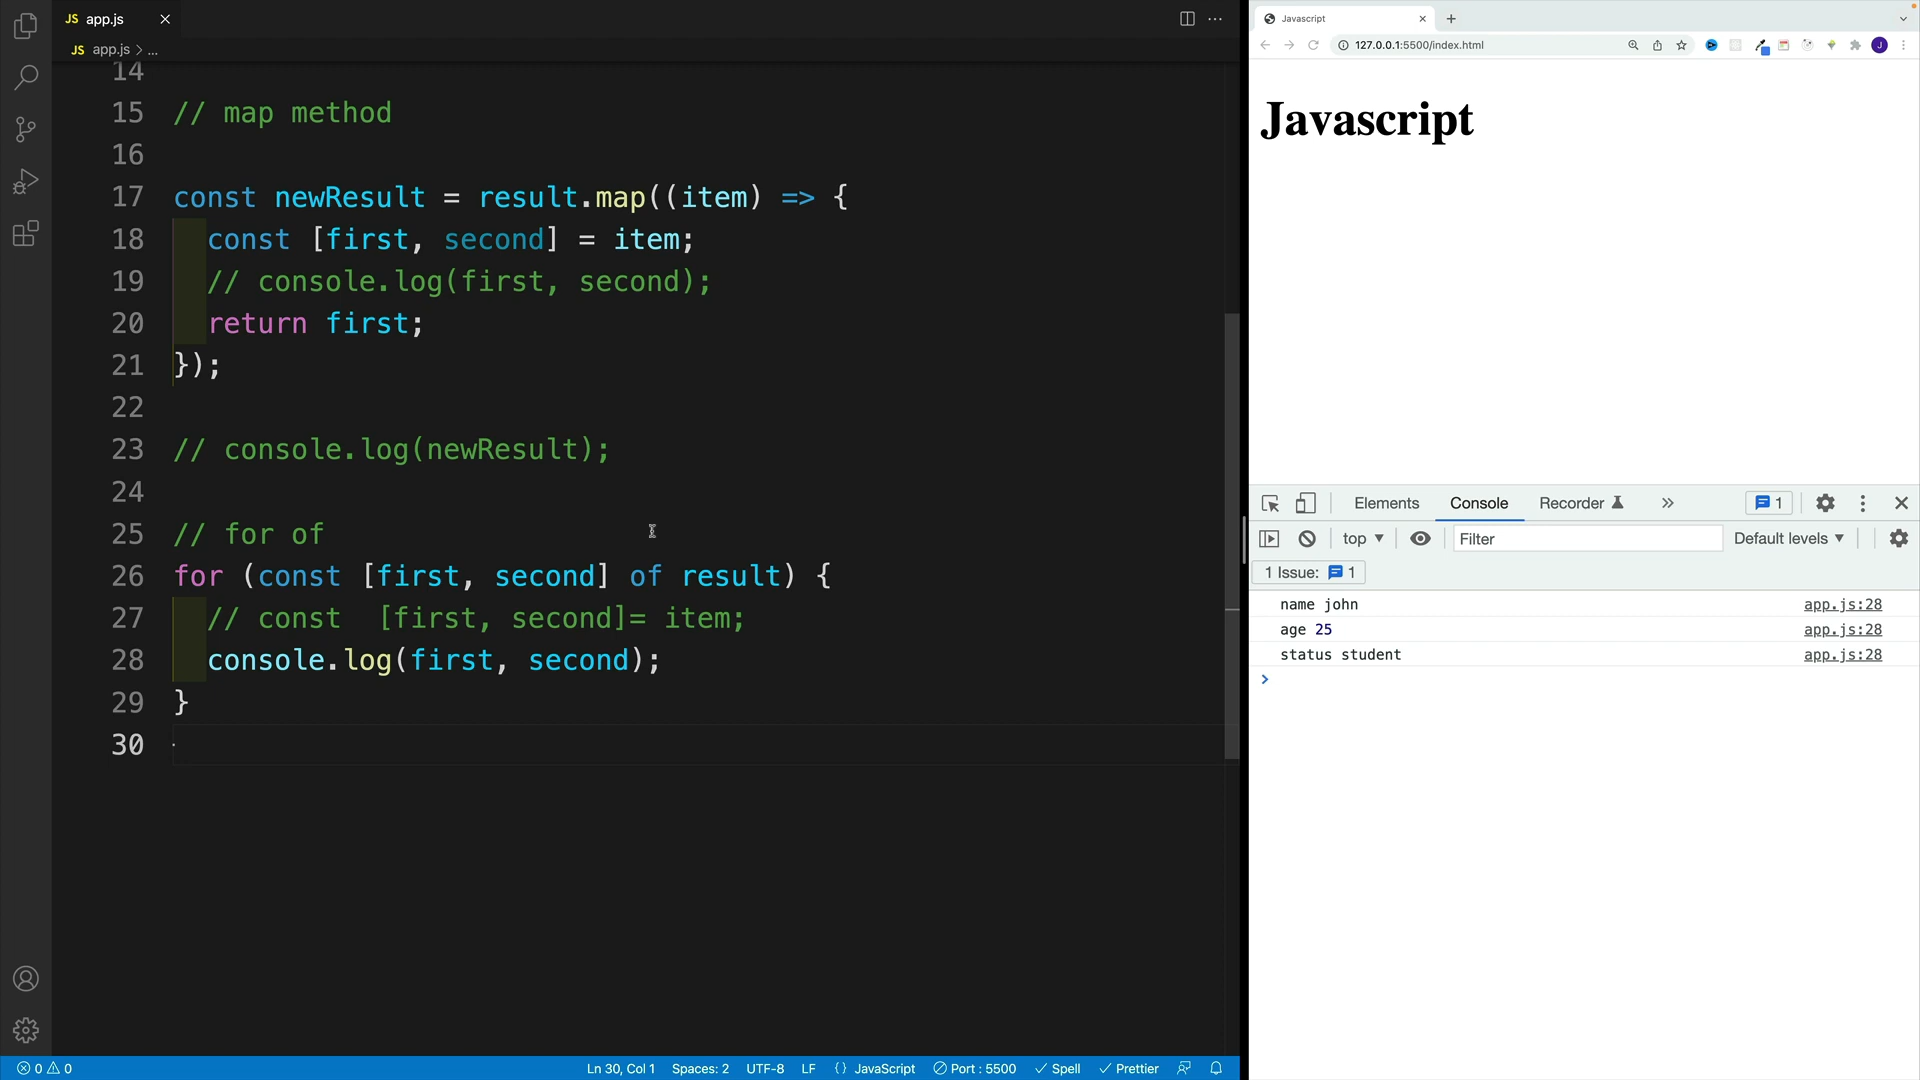 JS app.js
JS app.js > ...
14
15 // map method
16
17 const newResult = result.map((item) => {
18 const [first, second] = item;
19 // console.log(first, second);
20 return first;
21 });
22
23 // console.log(newResult);
24
25 // for of
26 for (const [first, second] of result) {
27 // const  [first, second]= item;
28 console.log(first, second);
29 }
30
0 0 Ln 30, Col 1 Spaces: 2 UTF-8 LF {} JavaScript Port : 5500 Spell Prettier
Javascript
127.0.0.1:5500/index.html
J
Javascript
Elements Console Recorder 1
top Filter Default levels
1 Issue: 1
name john app.js:28
age 25 app.js:28
status student app.js:28